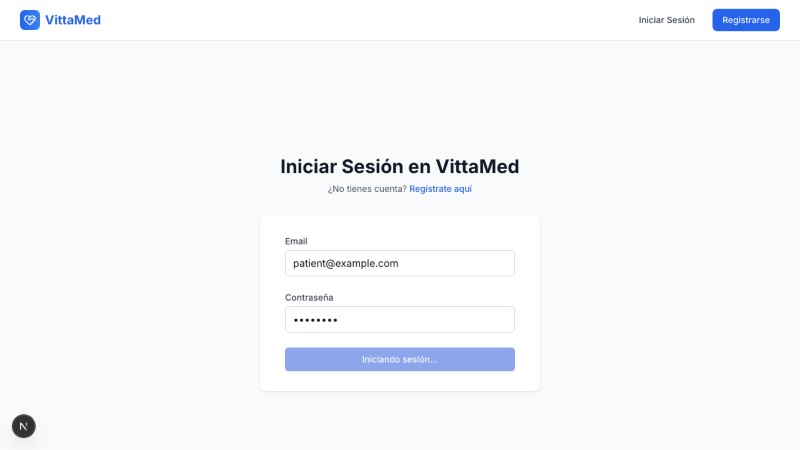 VittaMed
Iniciar Sesión
Registrarse
Iniciar Sesión en VittaMed
¿No tienes cuenta? Regístrate aquí
Email
patient@example.com
Contraseña
••••••••
Iniciando sesión...
N